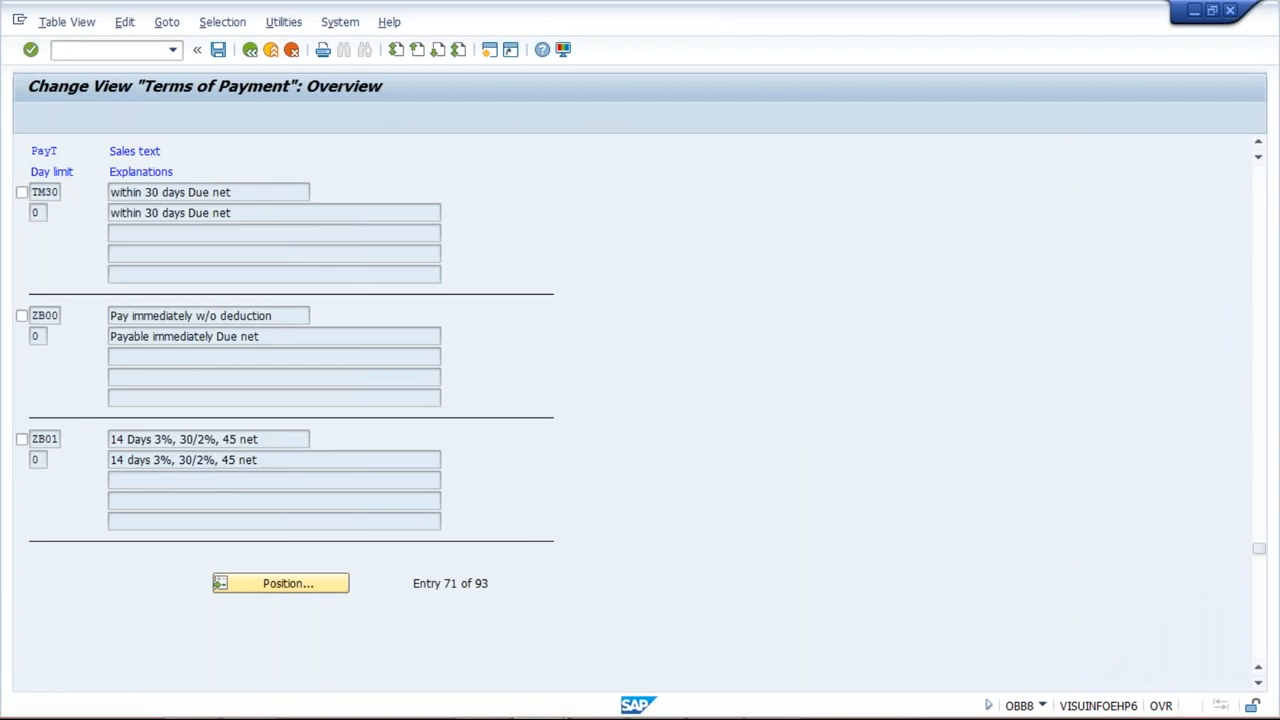 Table View Edit Goto Selection Utilities System Help
Change View "Terms of Payment": Overview
PayT Sales text
Day limit Explanations
TM30 within 30 days Due net
0 within 30 days Due net
ZB00 Pay immediately w/o deduction
0 Payable immediately Due net
ZB01 14 Days 3%, 30/2%, 45 net
0 14 days 3%, 30/2%, 45 net
Position... Entry 71 of 93
SAP OBB8 VISUINFOEHP6 OVR